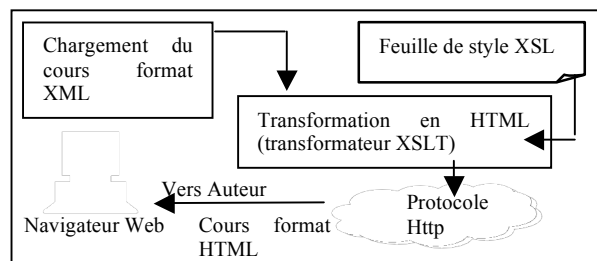 Chargement du
cours format
XML
Feuille de style XSL
Transformation en HTML
(transformateur XSLT)
Vers Auteur
Protocole
Http
Navigateur Web
Cours format
HTML